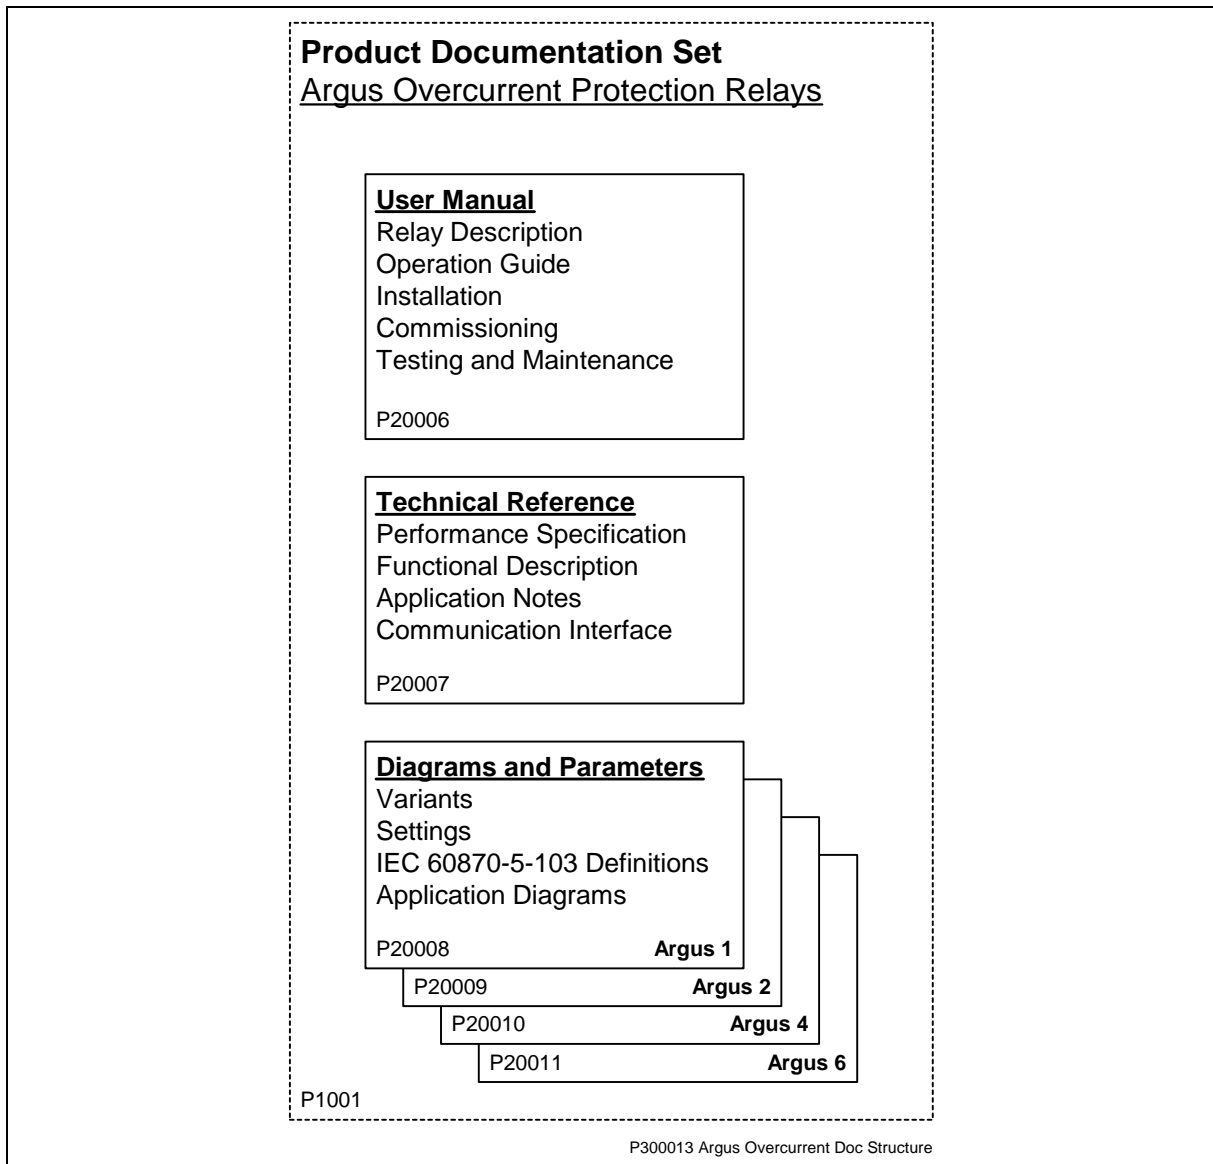 Product Documentation Set
Argus Overcurrent Protection Relays
User Manual
Relay Description
Operation Guide
Installation
Commissioning
Testing and Maintenance
P20006
Technical Reference
Performance Specification
Functional Description
Application Notes
Communication Interface
P20007
Diagrams and Parameters
Variants
Settings
IEC 60870-5-103 Definitions
Application Diagrams
P20008 Argus 1
P20009 Argus 2
P20010 Argus 4
P20011 Argus 6
P1001
P300013 Argus Overcurrent Doc Structure